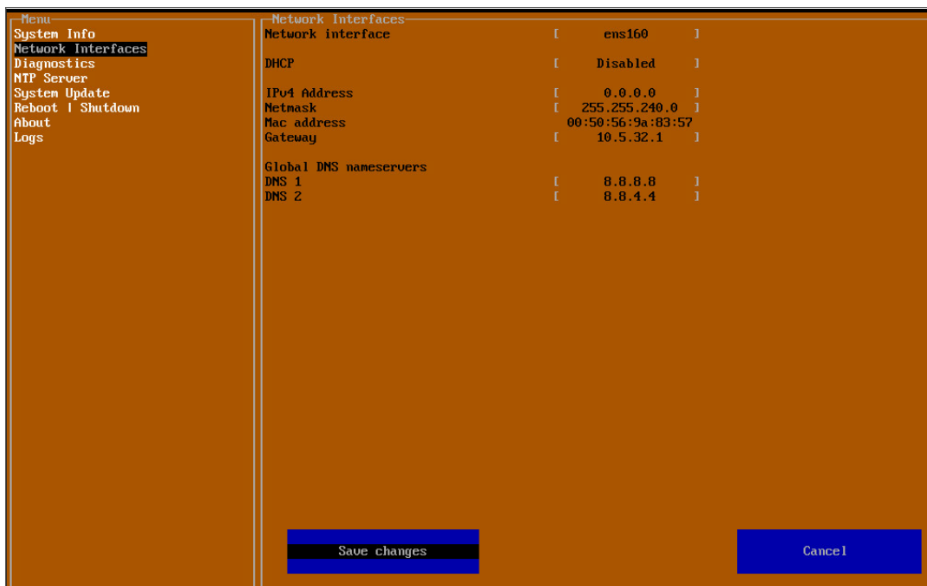 Menu
System Info
Network Interfaces
Diagnostics
NTP Server
System Update
Reboot | Shutdown
About
Logs
Network Interfaces
Network interface [ ens160 ]
DHCP [ Disabled ]
IPv4 Address [ 0.0.0.0 ]
Netmask [ 255.255.240.0 ]
Mac address 00:50:56:9a:83:57
Gateway [ 10.5.32.1 ]
Global DNS nameservers
DNS 1 [ 8.8.8.8 ]
DNS 2 [ 8.8.4.4 ]
Save changes
Cancel